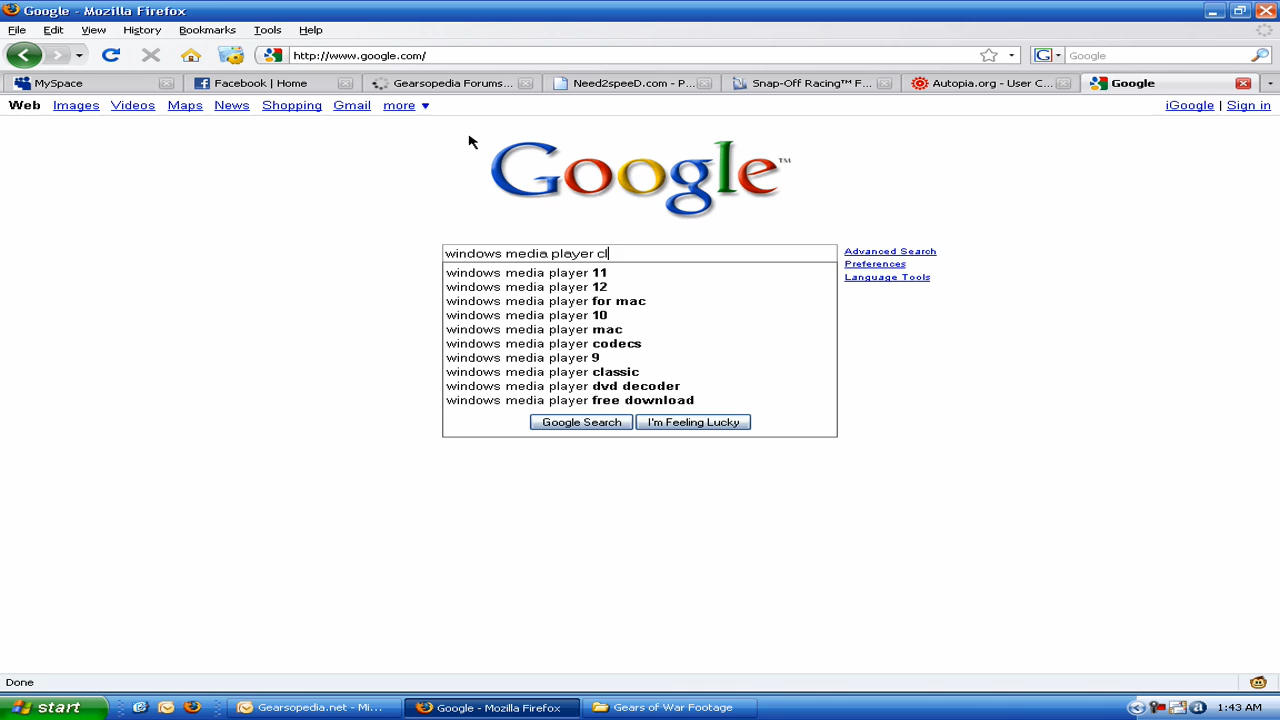 Google - Mozilla Firefox
File Edit View History Bookmarks Tools Help
http://www.google.com/ G Google
MySpace Facebook | Home Gearsopedia Forums... Need2speeD.com - P... Snap-Off Racing™ F... Autopia.org - User C... Google
Web Images Videos Maps News Shopping Gmail more iGoogle | Sign in
Google™
windows media player cl
Advanced Search
Preferences
Language Tools
windows media player 11
windows media player 12
windows media player for mac
windows media player 10
windows media player mac
windows media player codecs
windows media player 9
windows media player classic
windows media player dvd decoder
windows media player free download
Google Search I'm Feeling Lucky
Done
start Gearsopedia.net - Mi... Google - Mozilla Firefox Gears of War Footage 1:43 AM